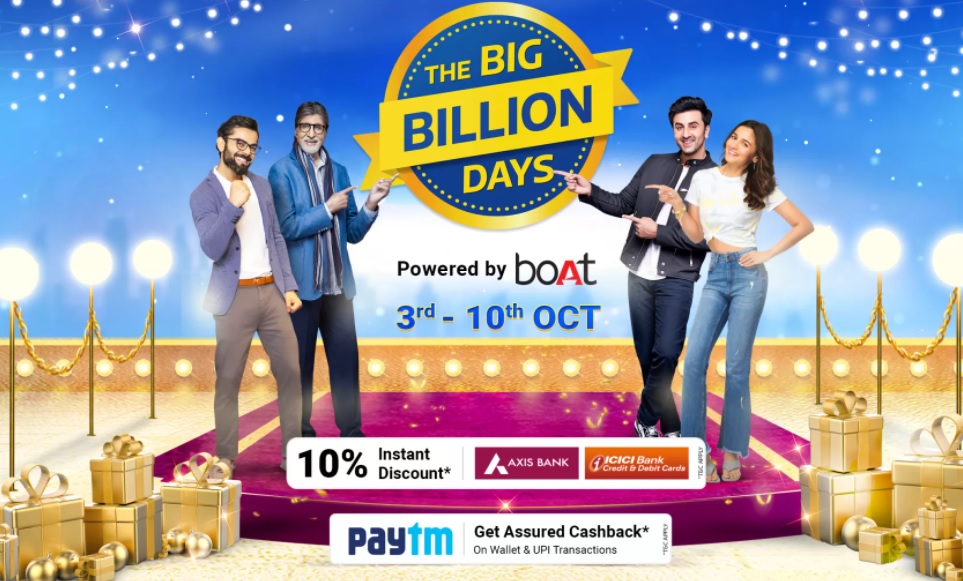 THE BIG
BILLION
DAYS
Powered by boAt
3rd - 10th OCT
10% Instant
Discount*
AXIS BANK
ICICI Bank
Credit & Debit Cards
*T&C APPLY
paytm
Get Assured Cashback*
On Wallet & UPI Transactions
*T&C APPLY